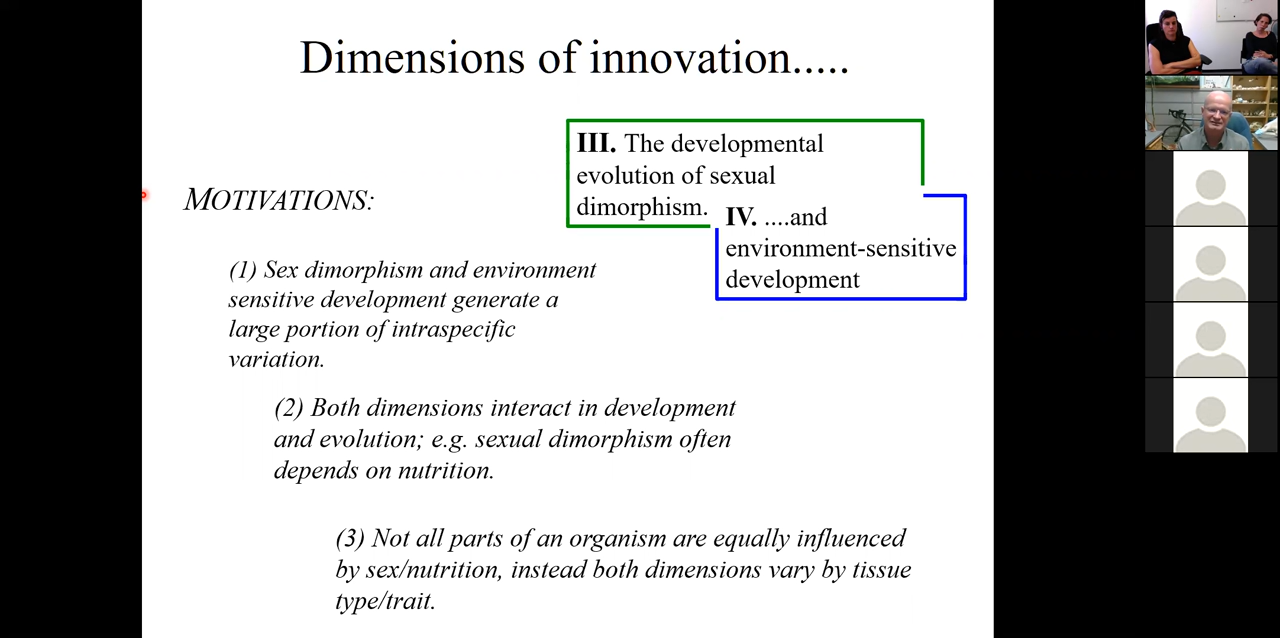 Dimensions of innovation.....
III. The developmental
evolution of sexual
dimorphism.
IV. ....and
environment-sensitive
development
MOTIVATIONS:
(1) Sex dimorphism and environment
sensitive development generate a
large portion of intraspecific
variation.
(2) Both dimensions interact in development
and evolution; e.g. sexual dimorphism often
depends on nutrition.
(3) Not all parts of an organism are equally influenced
by sex/nutrition, instead both dimensions vary by tissue
type/trait.